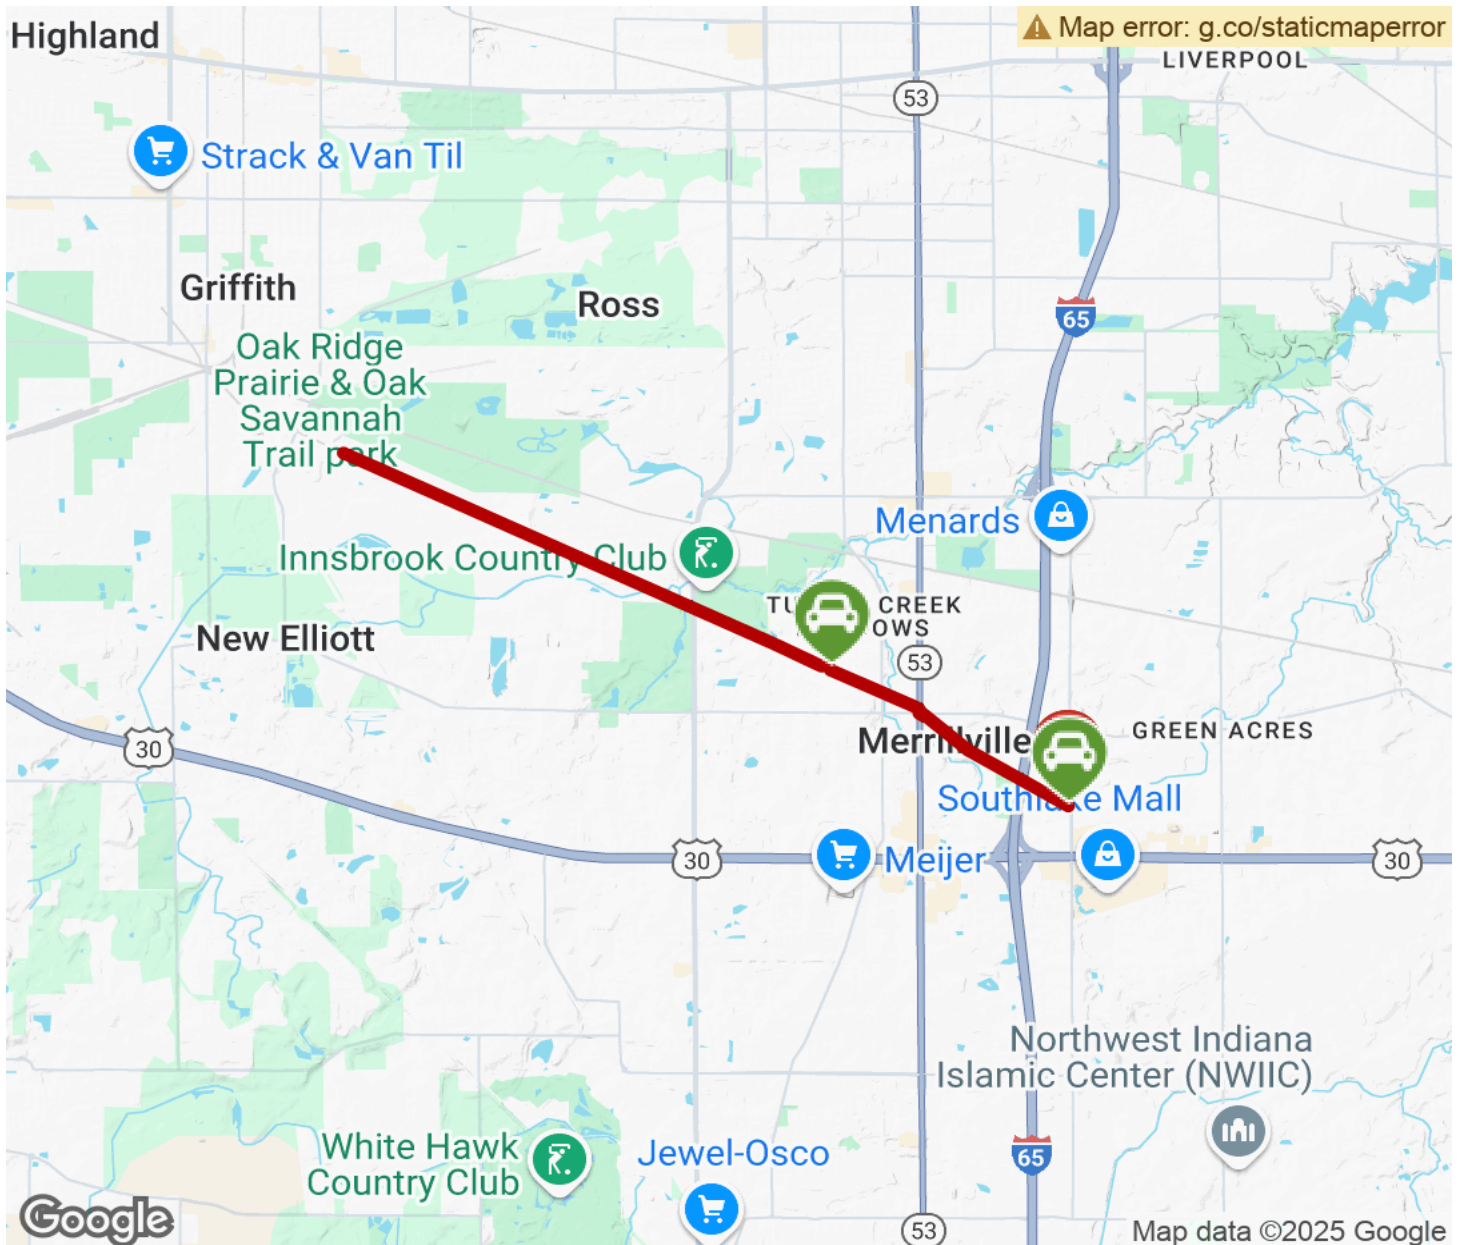 Highland
Map error: g.co/staticmaperror
LIVERPOOL
53
Strack & Van Til
Griffith
Ross
65
Oak Ridge
Prairie & Oak
Savannah
Trail park
Menards
Innsbrook Country Club
CREEK
OWS
New Elliott
53
30
Merrillville
GREEN ACRES
Southlake Mall
30
Meijer
30
Northwest Indiana
Islamic Center (NWIIC)
White Hawk
Country Club
Jewel-Osco
65
Google
53
Map data ©2025 Google